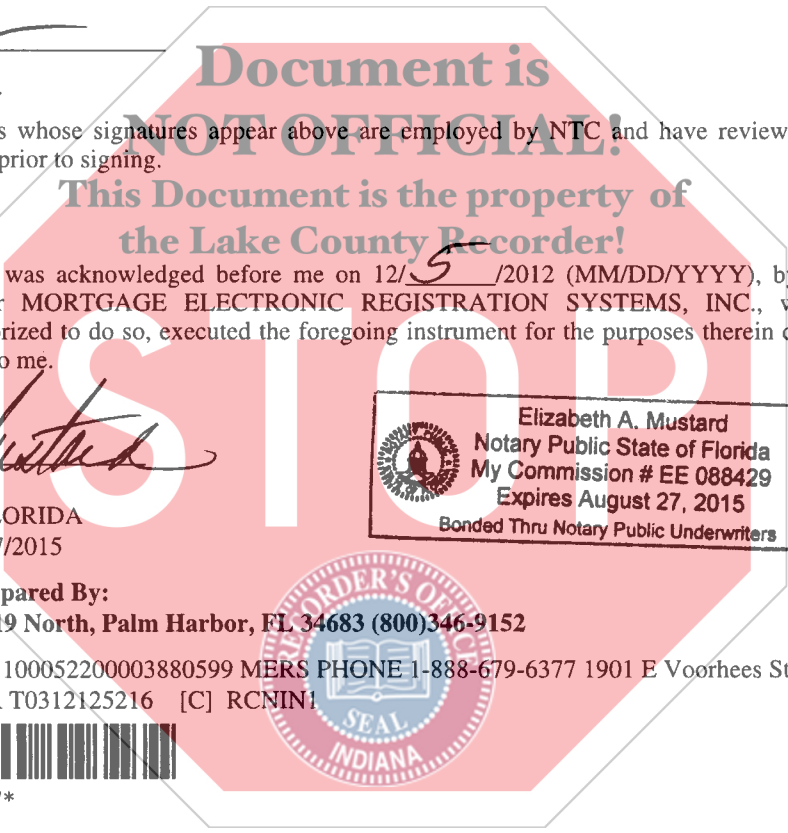 Document is
NOT OFFICIAL!
s whose signatures appear above are employed by NTC and have review
prior to signing.
This Document is the property of
the Lake County Recorder!
was acknowledged before me on 12/ 5 /2012 (MM/DD/YYYY), by
r MORTGAGE ELECTRONIC REGISTRATION SYSTEMS, INC.,
rized to do so, executed the foregoing instrument for the purposes therein
o me.
STOP
Elizabeth A. Mustard
Notary Public State of Florida
My Commission # EE 088429
Expires August 27, 2015
Bonded Thru Notary Public Underwriters
ustard
LORIDA
7/2015
pared By:
19 North, Palm Harbor, FL 34683 (800)346-9152
100052200003880599 MERS PHONE 1-888-679-6377 1901 E Voorhees St
T0312125216 [C] RCNIN1
RECORDER'S OFFICE
SEAL
INDIANA
*